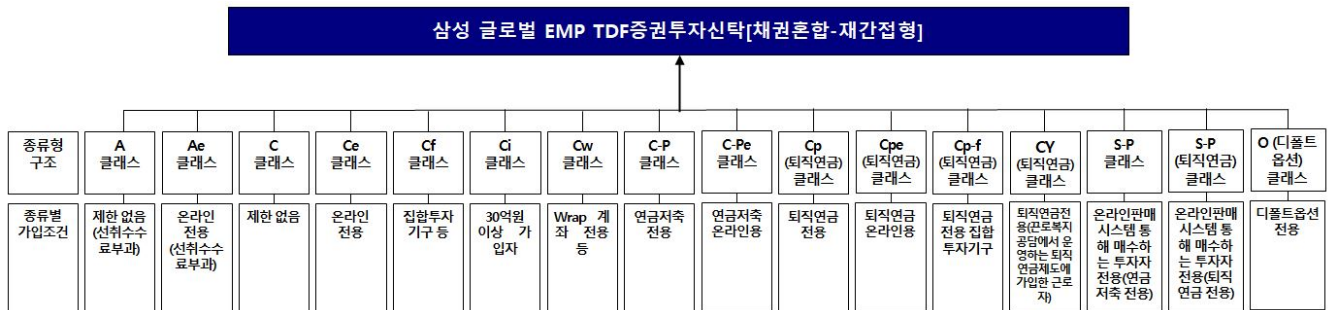 삼성 글로벌 EMP TDF증권투자신탁[채권혼합-재간접형]
종류형
구조
A
클래스
Ae
클래스
C
클래스
Ce
클래스
Cf
클래스
Ci
클래스
Cw
클래스
C-P
클래스
C-Pe
클래스
Cp
(퇴직연금)
클래스
Cpe
(퇴직연금)
클래스
Cp-f
(퇴직연금)
클래스
CY
(퇴직연금)
클래스
S-P
클래스
S-P
(퇴직연금)
클래스
O (디폴트
옵션)
클래스
종류별
가입조건
제한 없음
(선취수수
료부과)
온라인
전용
(선취수수
료부과)
제한 없음
온라인
전용
집합투자
기구 등
30억원
이상 가
입자
Wrap 계
좌 전용
등
연금저축
전용
연금저축
온라인용
퇴직연금
전용
퇴직연금
온라인용
퇴직연금
전용 집합
투자기구
퇴직연금전
용(끈로복지
공담에서 운
영하는 퇴직
연금제도에
가입한 근로
자)
온라인판매
시스템 통
해 매수하
는 투자자
전용(연금
저축 전용)
온라인판매
시스템 통
해 매수하
는 투자자
전용(퇴직
연금 전용)
디폴트옵션
전용